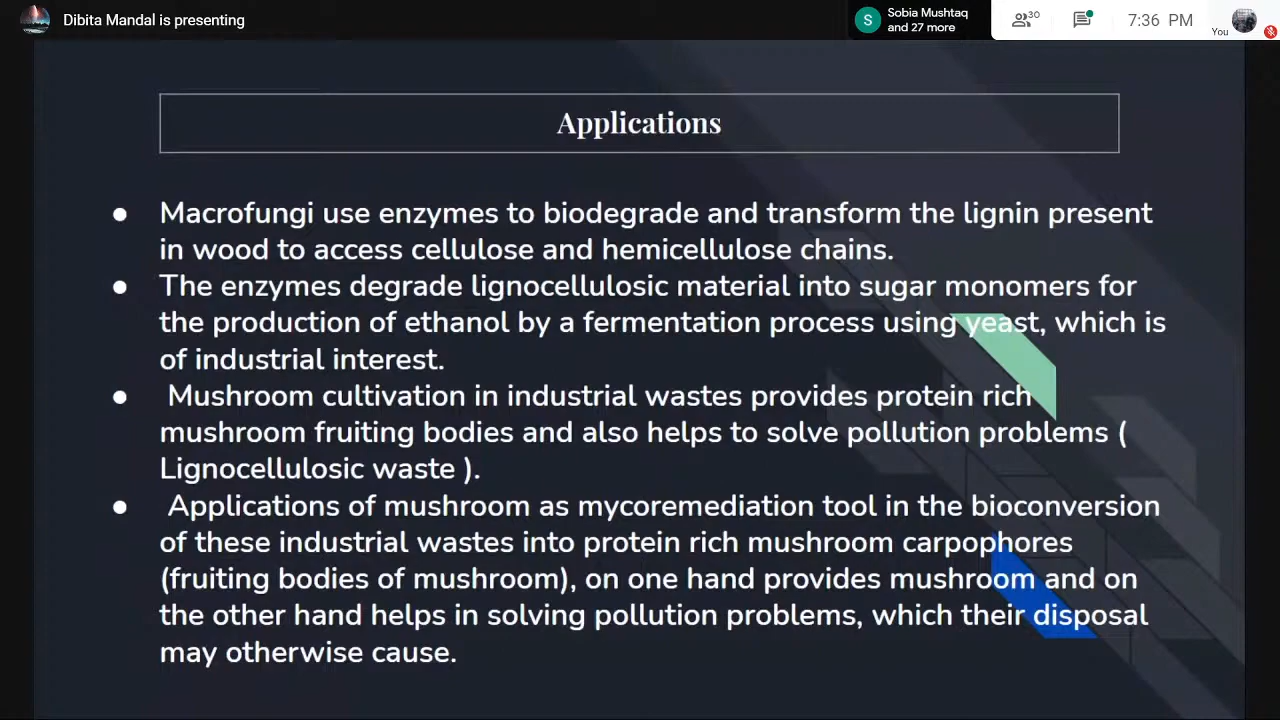 Dibita Mandal is presenting
S
Sobia Mushtaq
and 27 more
30
7:36 PM
You
Applications
● Macrofungi use enzymes to biodegrade and transform the lignin present
in wood to access cellulose and hemicellulose chains.
● The enzymes degrade lignocellulosic material into sugar monomers for
the production of ethanol by a fermentation process using yeast, which is
of industrial interest.
● Mushroom cultivation in industrial wastes provides protein rich
mushroom fruiting bodies and also helps to solve pollution problems (
Lignocellulosic waste ).
● Applications of mushroom as mycoremediation tool in the bioconversion
of these industrial wastes into protein rich mushroom carpophores
(fruiting bodies of mushroom), on one hand provides mushroom and on
the other hand helps in solving pollution problems, which their disposal
may otherwise cause.